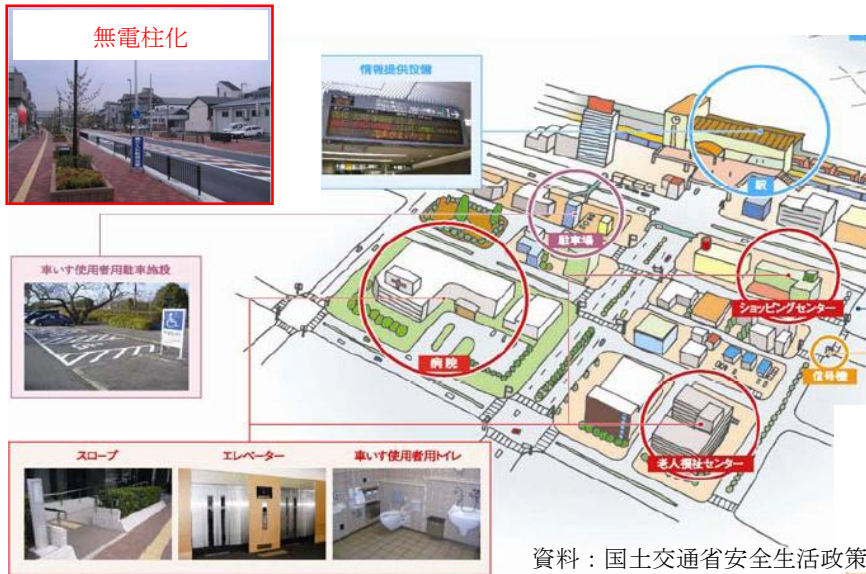 無電柱化
情報提供設備
駅
駐車場
車いす使用者用駐車施設
ショッピングセンター
病院
信号機
老人福祉センター
スロープ
エレベーター
車いす使用者用トイレ
資料：国土交通省安全生活政策